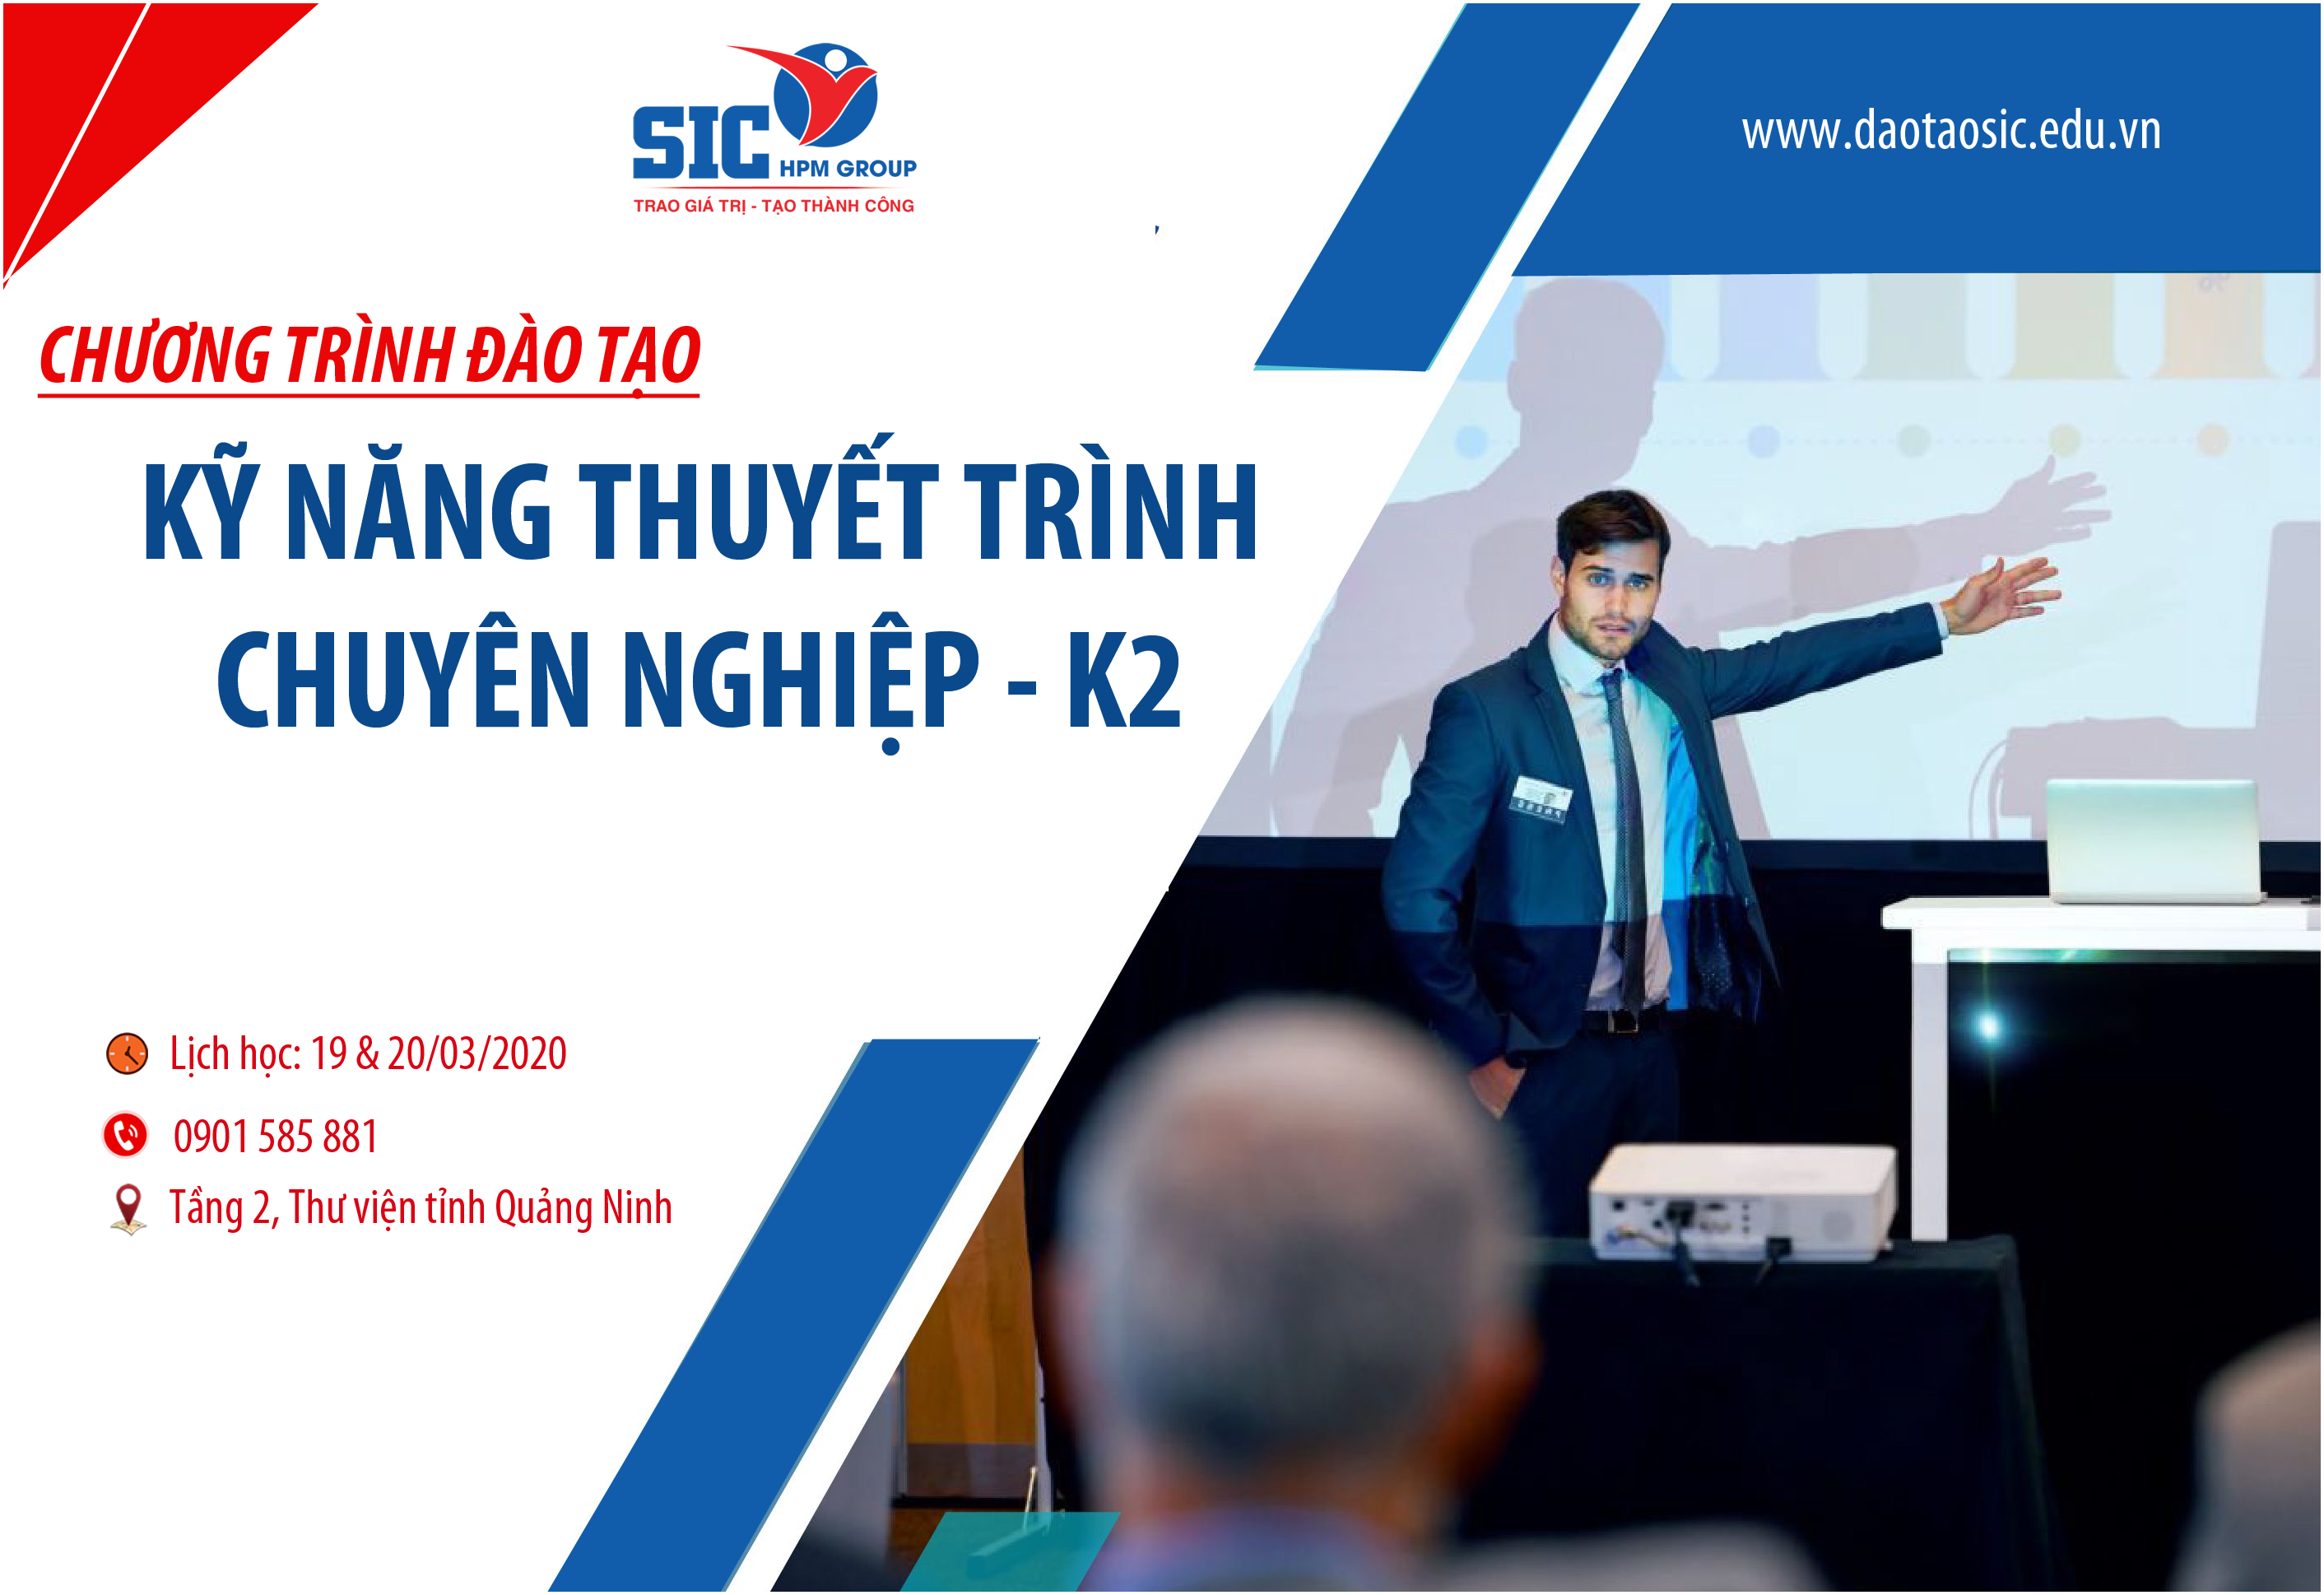 SIC
HPM GROUP
TRAO GIÁ TRỊ - TẠO THÀNH CÔNG
www.daotaosic.edu.vn
CHƯƠNG TRÌNH ĐÀO TẠO
KỸ NĂNG THUYẾT TRÌNH
CHUYÊN NGHIỆP - K2
Lịch học: 19 & 20/03/2020
0901 585 881
Tầng 2, Thư viện tỉnh Quảng Ninh